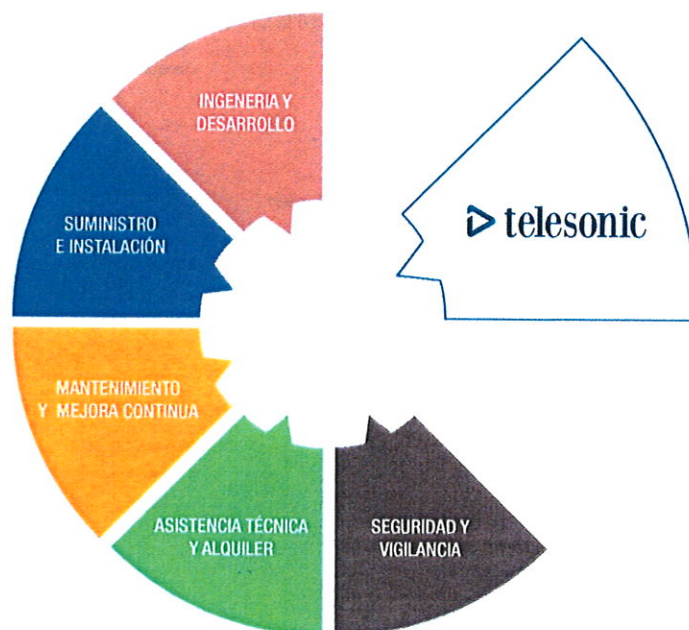 INGENERIA Y
DESARROLLO
telesonic
SUMINISTRO
E INSTALACIÓN
MANTENIMIENTO
Y MEJORA CONTINUA
ASISTENCIA TÉCNICA
Y ALQUILER
SEGURIDAD Y
VIGILANCIA